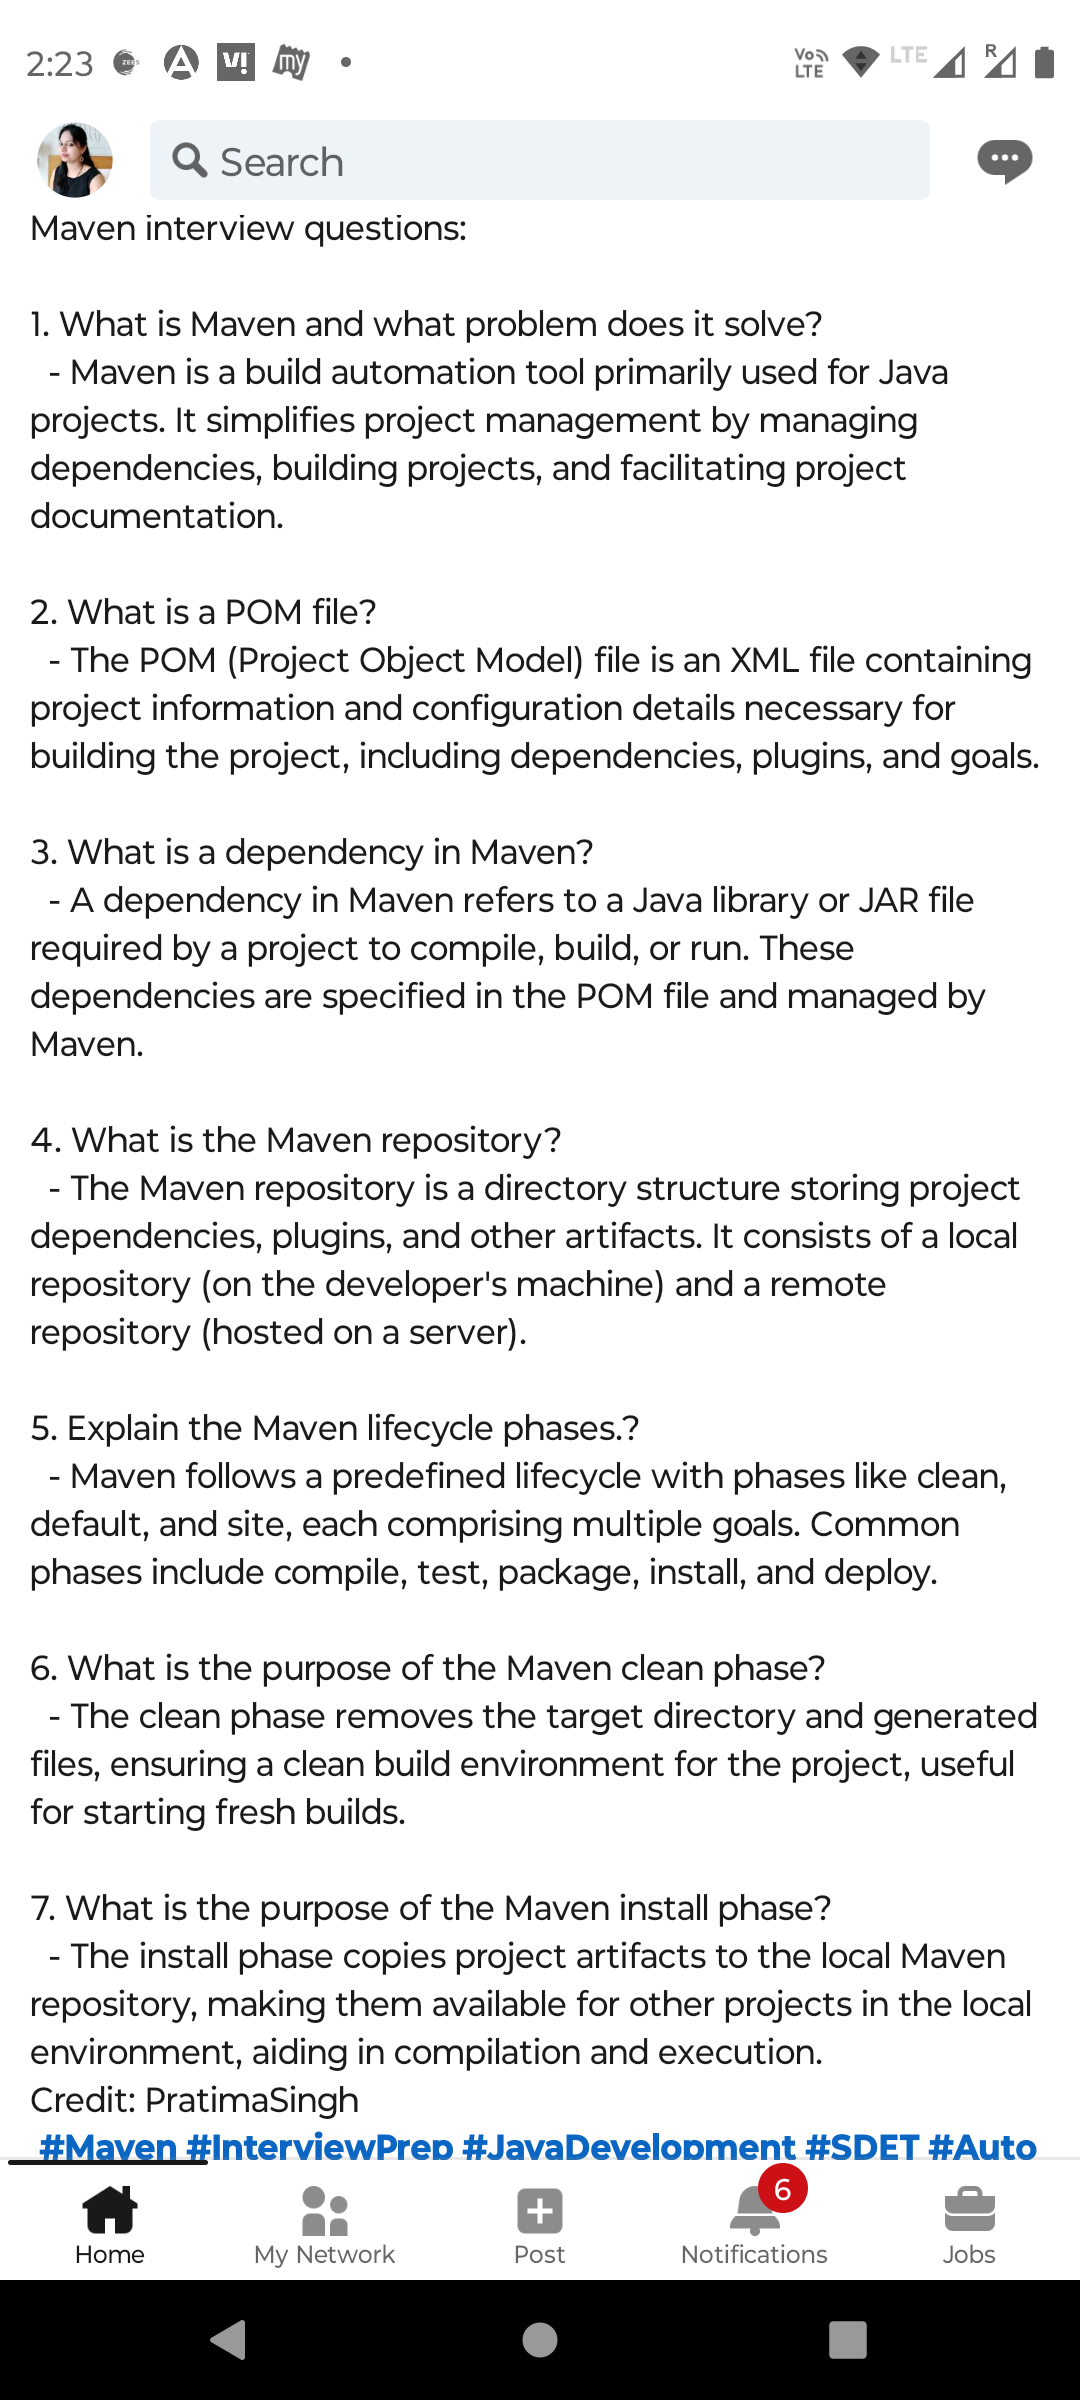 2:23
ZEE5
V!
my
Vo
LTE
LTE
R
Search
Maven interview questions:
1. What is Maven and what problem does it solve?
- Maven is a build automation tool primarily used for Java
projects. It simplifies project management by managing
dependencies, building projects, and facilitating project
documentation.
2. What is a POM file?
- The POM (Project Object Model) file is an XML file containing
project information and configuration details necessary for
building the project, including dependencies, plugins, and goals.
3. What is a dependency in Maven?
- A dependency in Maven refers to a Java library or JAR file
required by a project to compile, build, or run. These
dependencies are specified in the POM file and managed by
Maven.
4. What is the Maven repository?
- The Maven repository is a directory structure storing project
dependencies, plugins, and other artifacts. It consists of a local
repository (on the developer's machine) and a remote
repository (hosted on a server).
5. Explain the Maven lifecycle phases.?
- Maven follows a predefined lifecycle with phases like clean,
default, and site, each comprising multiple goals. Common
phases include compile, test, package, install, and deploy.
6. What is the purpose of the Maven clean phase?
- The clean phase removes the target directory and generated
files, ensuring a clean build environment for the project, useful
for starting fresh builds.
7. What is the purpose of the Maven install phase?
- The install phase copies project artifacts to the local Maven
repository, making them available for other projects in the local
environment, aiding in compilation and execution.
Credit: PratimaSingh
#Maven #InterviewPrep #JavaDevelopment #SDET #Auto
6
Home
My Network
Post
Notifications
Jobs